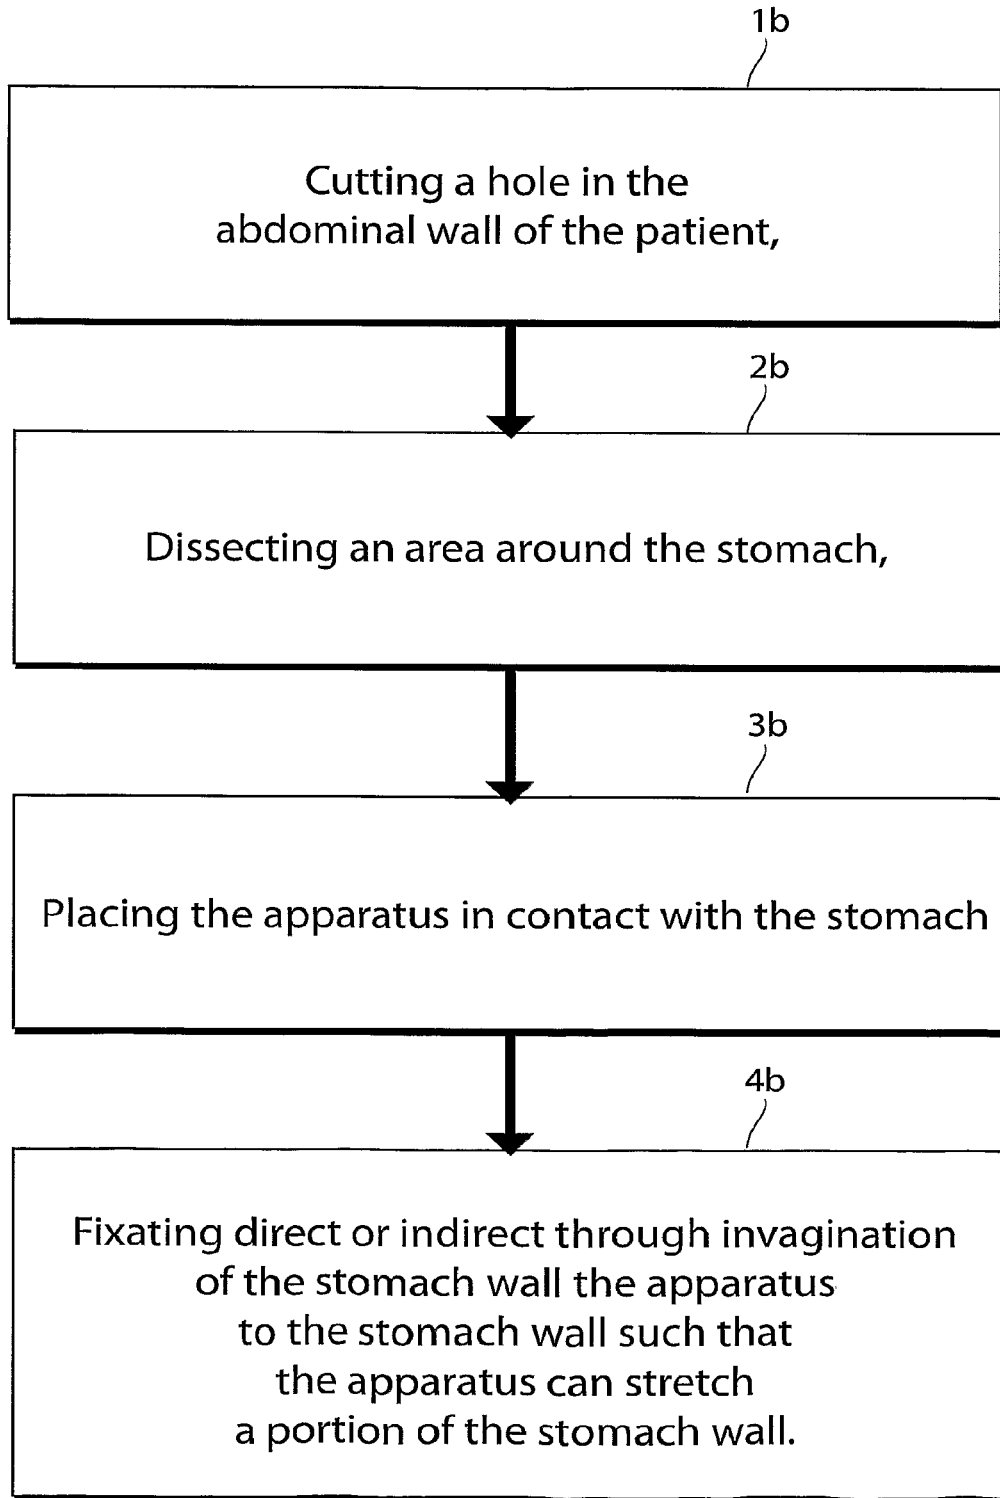 1b
Cutting a hole in the
abdominal wall of the patient,
2b
Dissecting an area around the stomach,
3b
Placing the apparatus in contact with the stomach
4b
Fixating direct or indirect through invagination
of the stomach wall the apparatus
to the stomach wall such that
the apparatus can stretch
a portion of the stomach wall.